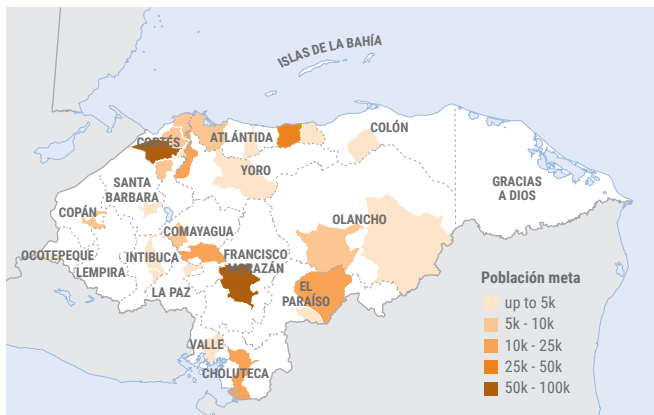 ISLAS DE LA BAHÍA
CORTÉS
ATLÁNTIDA
COLÓN
YORO
SANTA
BARBARA
GRACIAS
A DIOS
COPÁN
OLANCHO
COMAYAGUA
OCOTEPEQUE
INTIBUCA
FRANCISCO
MORAZÁN
LEMPIRA
LA PAZ
EL
PARAÍSO
VALLE
CHOLUTECA
Población meta
up to 5k
5k - 10k
10k - 25k
25k - 50k
50k - 100k